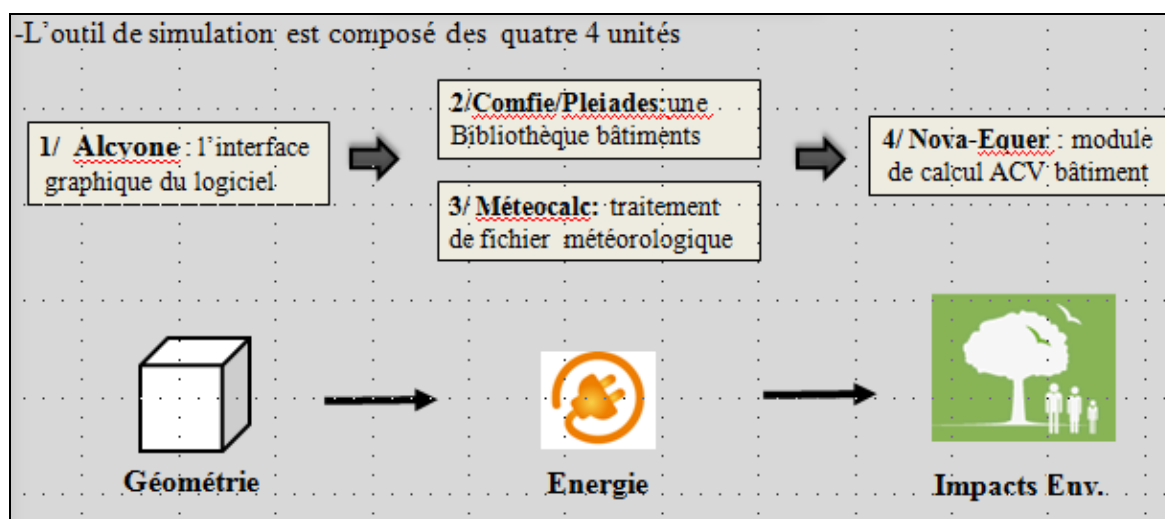 -L'outil de simulation est composé des quatre 4 unités
1/ Alcyone : l'interface
graphique du logiciel
2/Comfie/Pleiades:une
Bibliothèque bâtiments
3/ Méteocalc: traitement
de fichier météorologique
4/ Nova-Equer : module
de calcul ACV bâtiment
Géométrie
Energie
Impacts Env.